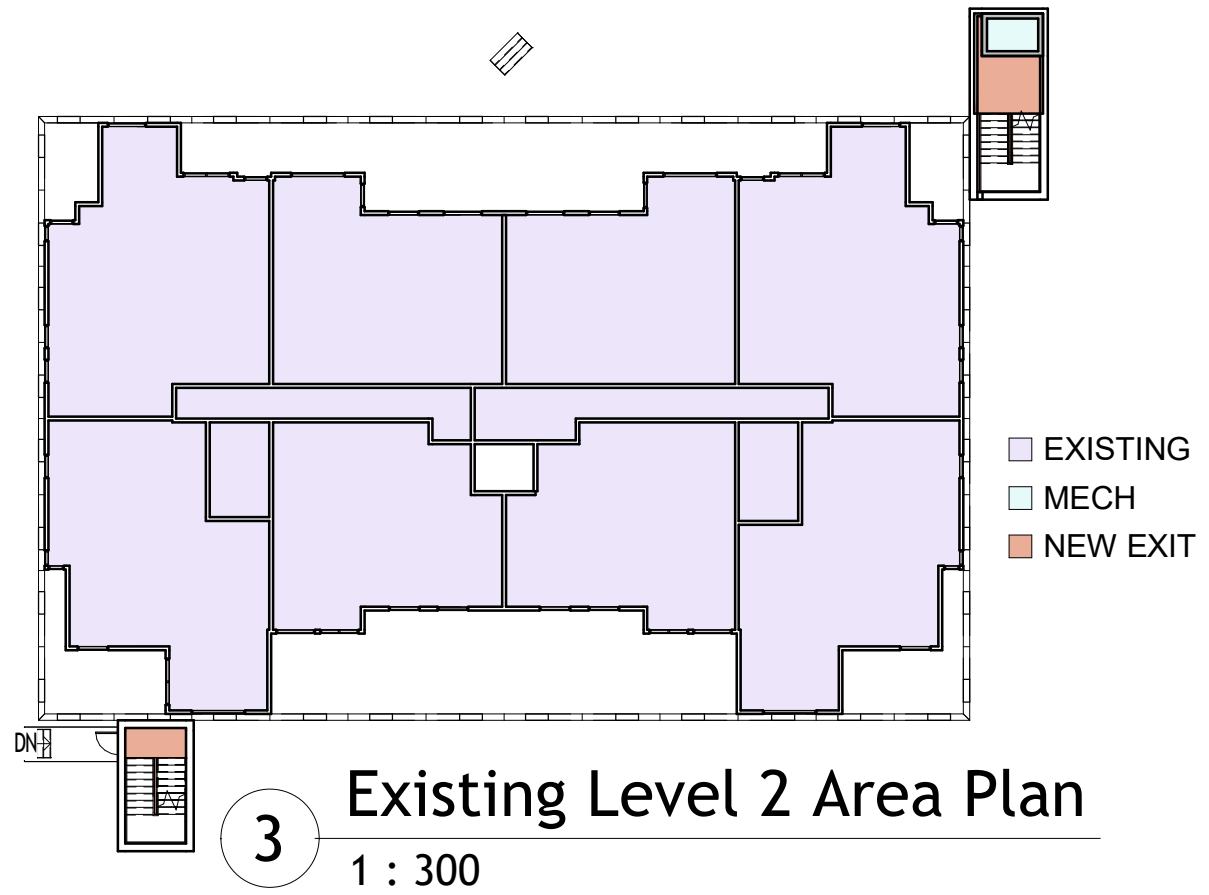 EXISTING
MECH
NEW EXIT
DN
3
Existing Level 2 Area Plan
1 : 300